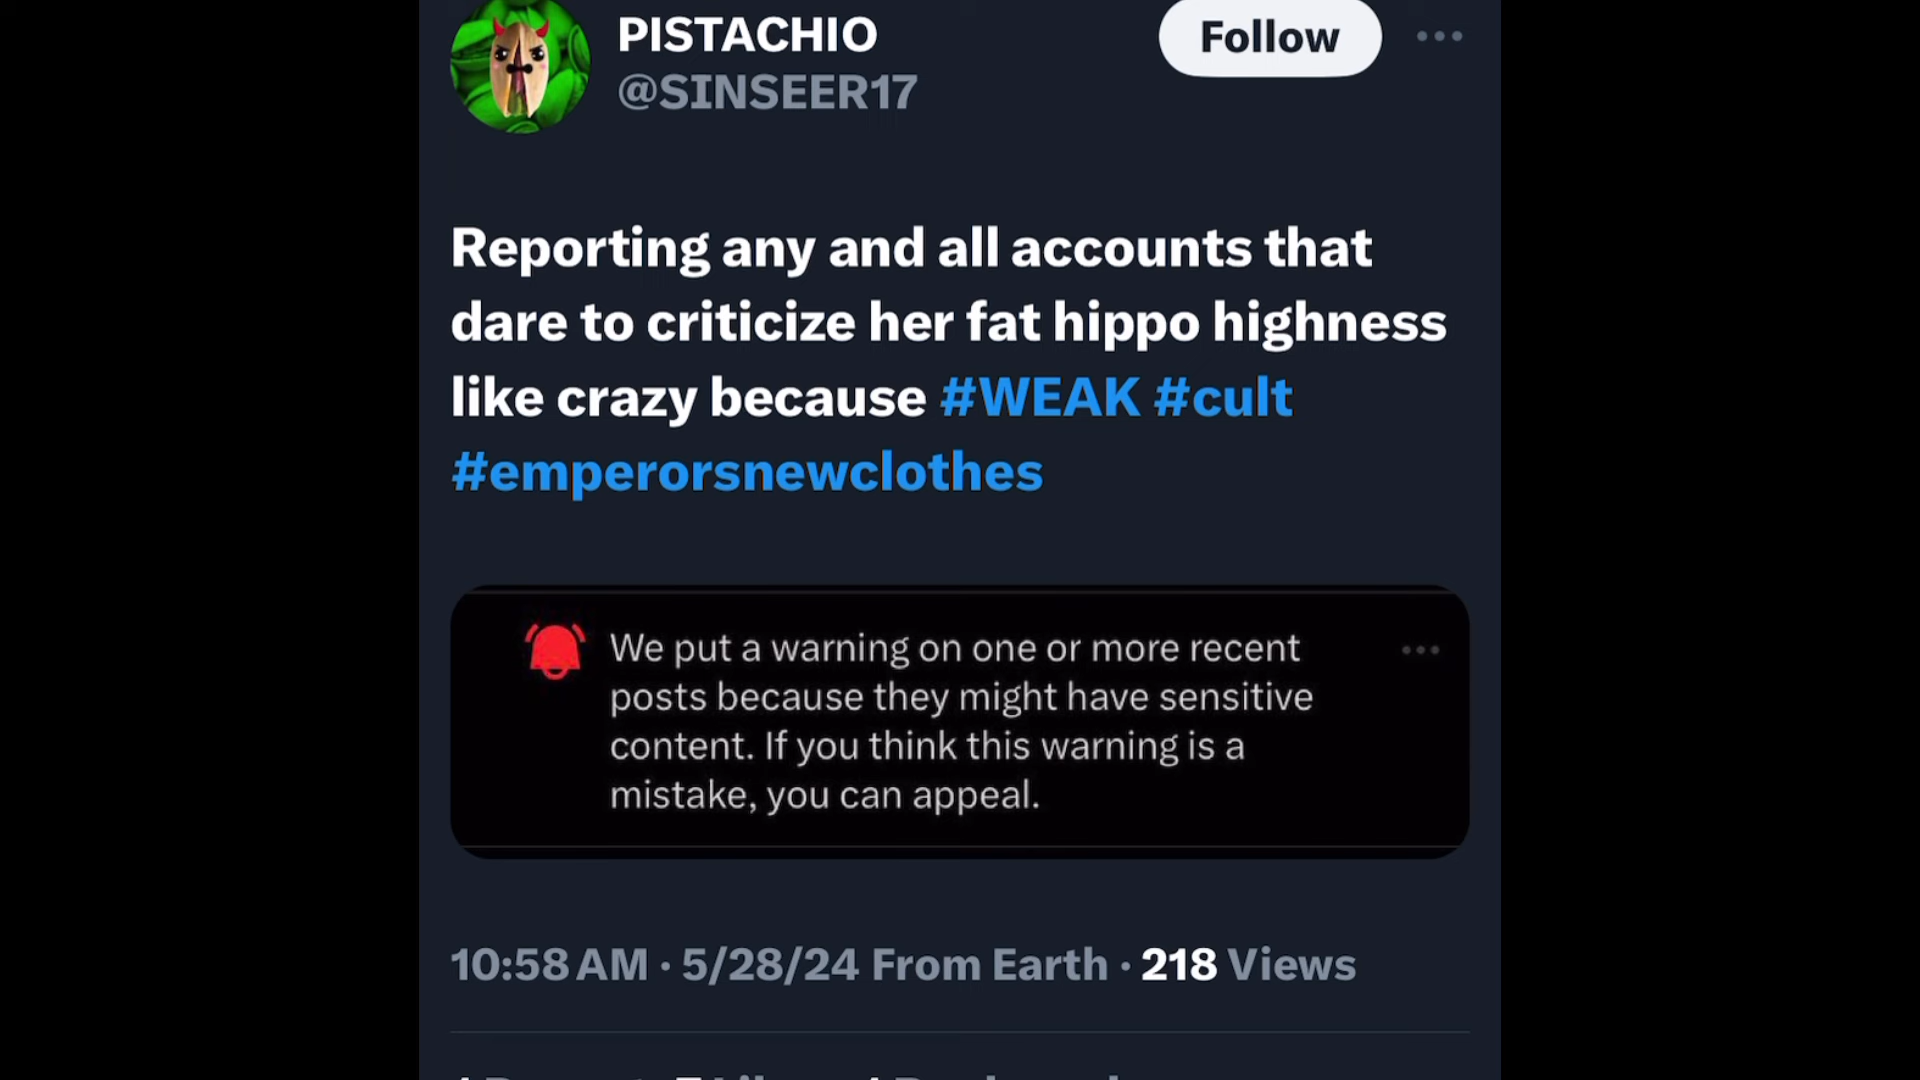 PISTACHIO
Follow
@SINSEER17
Reporting any and all accounts that
dare to criticize her fat hippo highness
like crazy because #WEAK #cult
#emperorsnewclothes
We put a warning on one or more recent
posts because they might have sensitive
content. If you think this warning is a
mistake, you can appeal.
10:58 AM · 5/28/24 From Earth · 218 Views